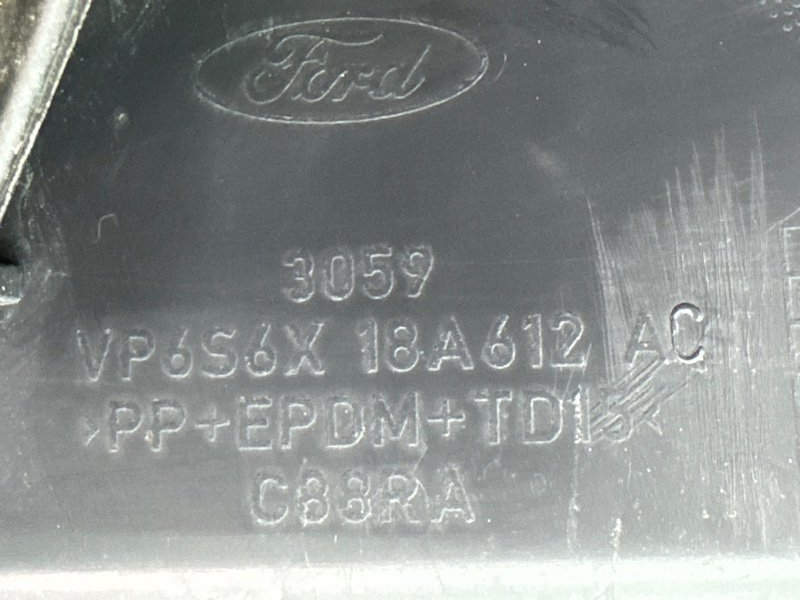 Ford
3059
VP6S6X 18A612 AC
>PP+EPDM+TD15<
C88RA